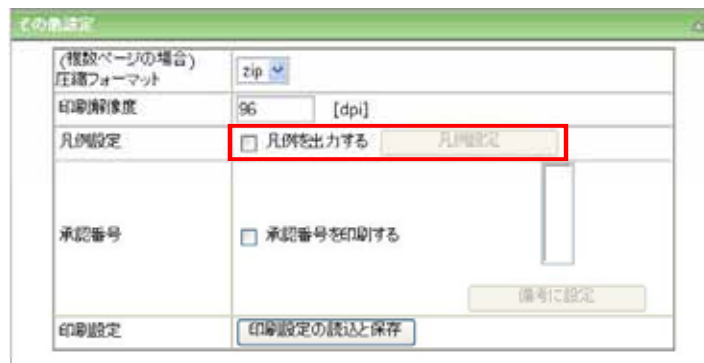 その他設定
(複数ページの場合)
圧縮フォーマット
zip
印刷解像度
96 [dpi]
凡例設定
凡例を出力する 凡例設定
承認番号
承認番号を印刷する
備考に設定
印刷設定
印刷設定の読込と保存